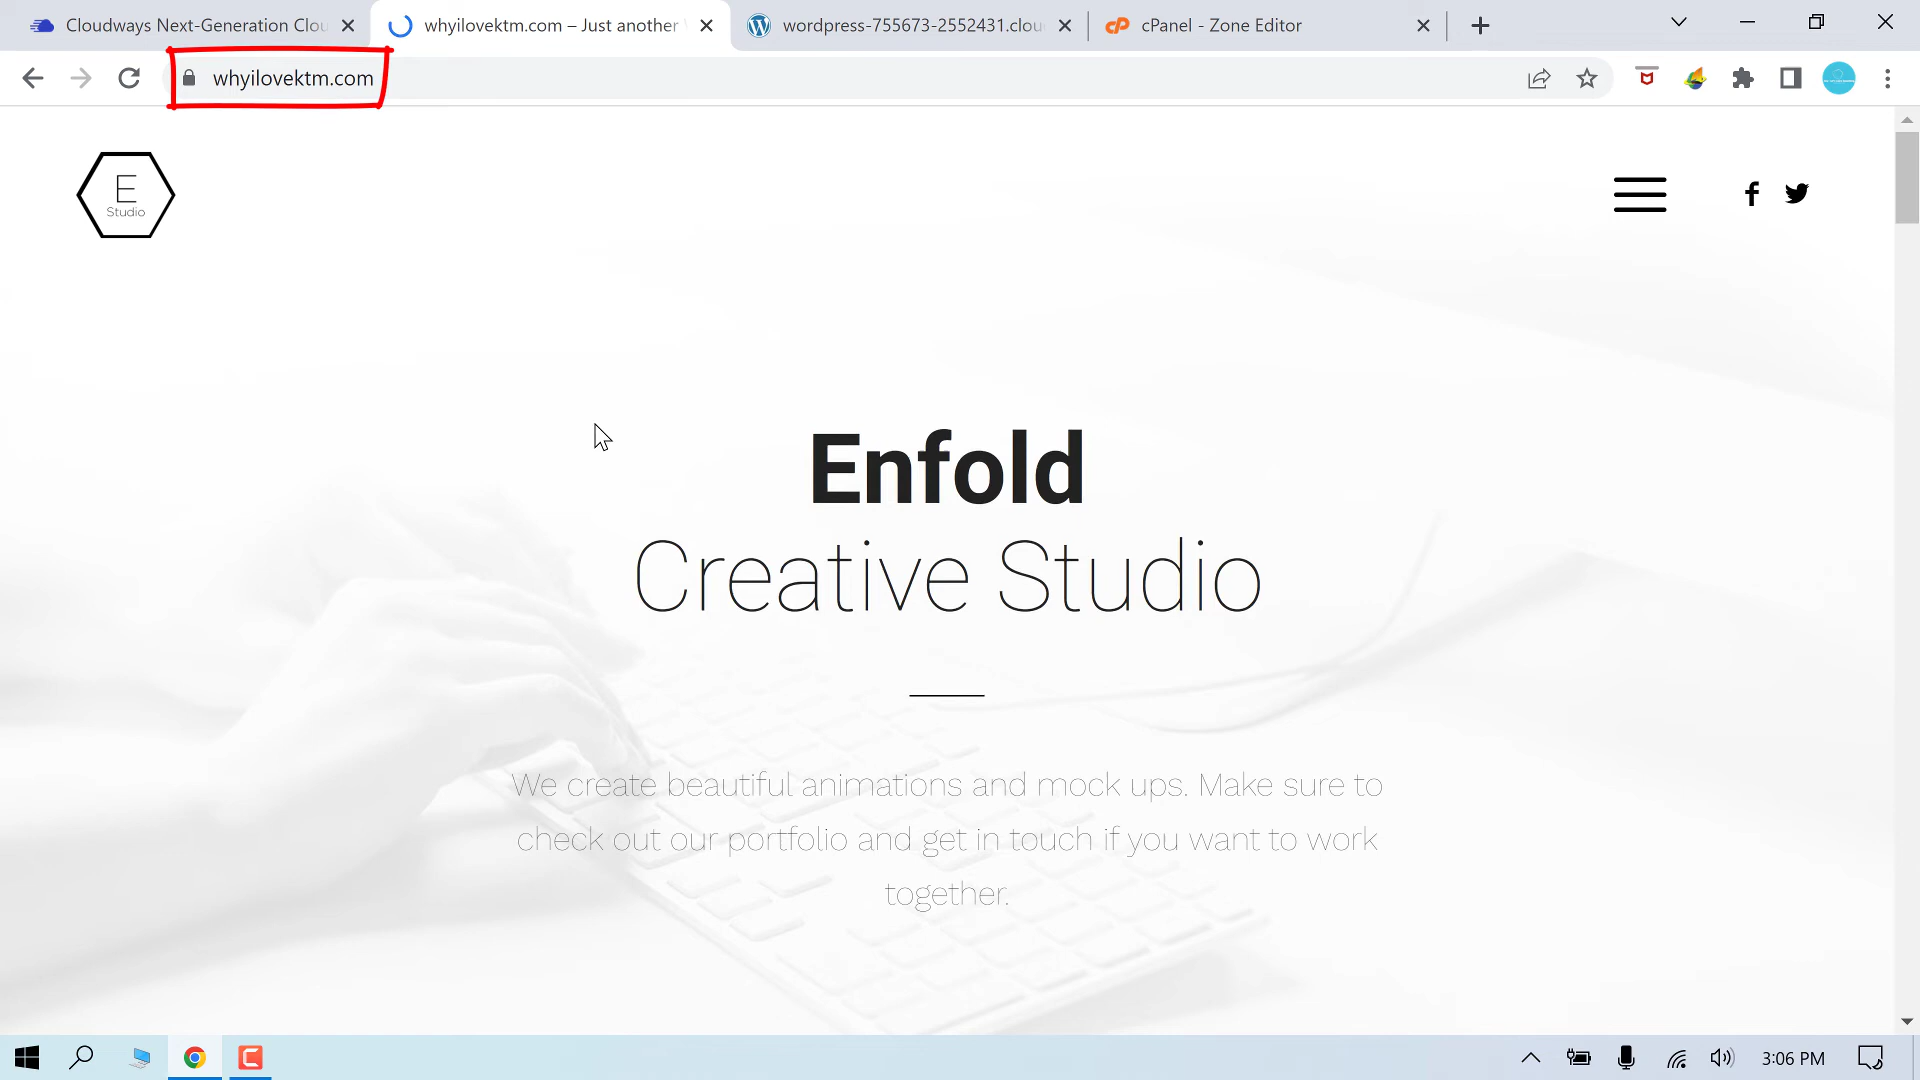 Cloudways Next-Generation Clou
whyilovektm.com – Just another
wordpress-755673-2552431.clou
cPanel - Zone Editor
whyilovektm.com
E
Studio
Enfold
Creative Studio
We create beautiful animations and mock ups. Make sure to
check out our portfolio and get in touch if you want to work
together.
3:06 PM